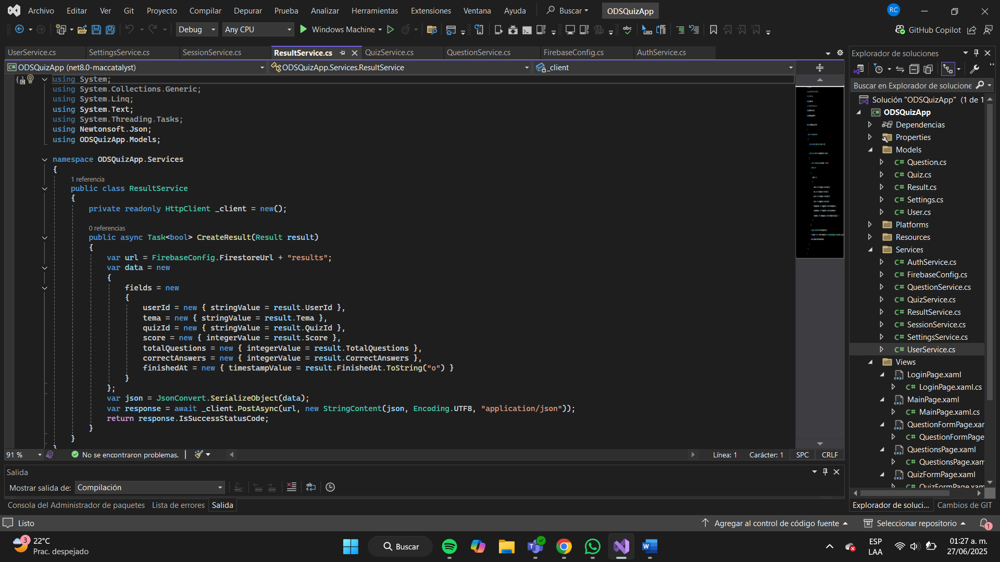 Archivo Editar Ver Git Proyecto Compilar Depurar Prueba Analizar Herramientas Extensiones Ventana Ayuda Buscar ODSQuizApp RC
Debug Any CPU Windows Machine GitHub Copilot
UserService.cs SettingsService.cs SessionService.cs ResultService.cs QuizService.cs QuestionService.cs FirebaseConfig.cs AuthService.cs
ODSQuizApp (net8.0-maccatalyst) ODSQuizApp.Services.ResultService _client
using System;
using System.Collections.Generic;
using System.Linq;
using System.Text;
using System.Threading.Tasks;
using Newtonsoft.Json;
using ODSQuizApp.Models;
namespace ODSQuizApp.Services
{
1 referencia
public class ResultService
{
private readonly HttpClient _client = new();
0 referencias
public async Task<bool> CreateResult(Result result)
{
var url = FirebaseConfig.FirestoreUrl + "results";
var data = new
{
fields = new
{
userId = new { stringValue = result.UserId },
tema = new { stringValue = result.Tema },
quizId = new { stringValue = result.QuizId },
score = new { integerValue = result.Score },
totalQuestions = new { integerValue = result.TotalQuestions },
correctAnswers = new { integerValue = result.CorrectAnswers },
finishedAt = new { timestampValue = result.FinishedAt.ToString("o") }
}
};
var json = JsonConvert.SerializeObject(data);
var response = await _client.PostAsync(url, new StringContent(json, Encoding.UTF8, "application/json"));
return response.IsSuccessStatusCode;
}
}
}
91 % No se encontraron problemas. Línea: 1 Carácter: 1 SPC CRLF
Salida
Mostrar salida de: Compilación
Consola del Administrador de paquetes Lista de errores Salida
Explorador de soluciones
Buscar en Explorador de solucione
Solución "ODSQuizApp" (1 de 1
ODSQuizApp
Dependencias
Properties
Models
C# Question.cs
C# Quiz.cs
C# Result.cs
C# Settings.cs
C# User.cs
Platforms
Resources
Services
C# AuthService.cs
C# FirebaseConfig.cs
C# QuestionService.cs
C# QuizService.cs
C# ResultService.cs
C# SessionService.cs
C# SettingsService.cs
C# UserService.cs
Views
LoginPage.xaml
C# LoginPage.xaml.cs
MainPage.xaml
C# MainPage.xaml.cs
QuestionFormPage.xar
C# QuestionFormPage
QuestionsPage.xaml
C# QuestionsPage.xam
QuizFormPage.xaml
C# QuizFormPage.xam
Explorador de soluci... Cambios de GIT
Listo Agregar al control de código fuente Seleccionar repositorio 1
3 22°C
Prac. despejado
Buscar
ESP
LAA
01:27 a. m.
27/06/2025